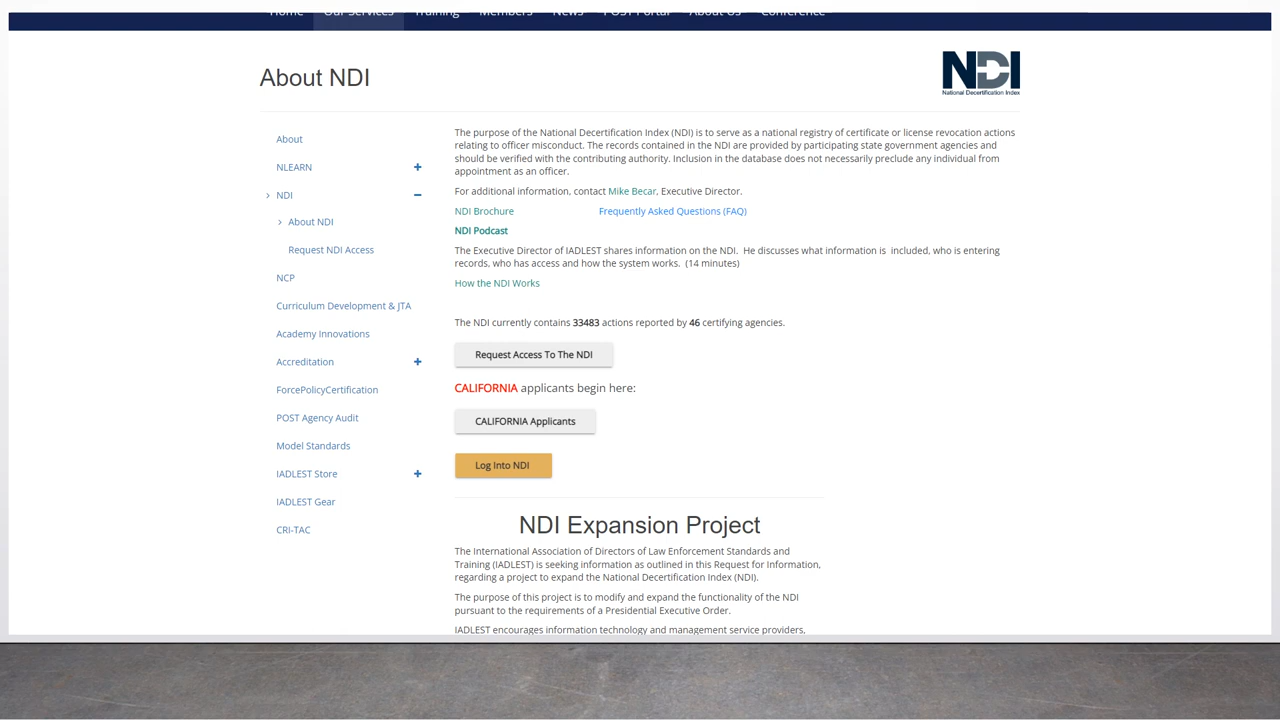 Home Our Services Training Members News POST Portal About Us Conference
About NDI
NDI
National Decertification Index
About
NLEARN +
> NDI −
> About NDI
Request NDI Access
NCP
Curriculum Development & JTA
Academy Innovations
Accreditation +
ForcePolicyCertification
POST Agency Audit
Model Standards
IADLEST Store +
IADLEST Gear
CRI-TAC
The purpose of the National Decertification Index (NDI) is to serve as a national registry of certificate or license revocation actions
relating to officer misconduct. The records contained in the NDI are provided by participating state government agencies and
should be verified with the contributing authority. Inclusion in the database does not necessarily preclude any individual from
appointment as an officer.
For additional information, contact Mike Becar, Executive Director.
NDI Brochure Frequently Asked Questions (FAQ)
NDI Podcast
The Executive Director of IADLEST shares information on the NDI. He discusses what information is included, who is entering
records, who has access and how the system works. (14 minutes)
How the NDI Works
The NDI currently contains 33483 actions reported by 46 certifying agencies.
Request Access To The NDI
CALIFORNIA applicants begin here:
CALIFORNIA Applicants
Log Into NDI
NDI Expansion Project
The International Association of Directors of Law Enforcement Standards and
Training (IADLEST) is seeking information as outlined in this Request for Information,
regarding a project to expand the National Decertification Index (NDI).
The purpose of this project is to modify and expand the functionality of the NDI
pursuant to the requirements of a Presidential Executive Order.
IADLEST encourages information technology and management service providers,